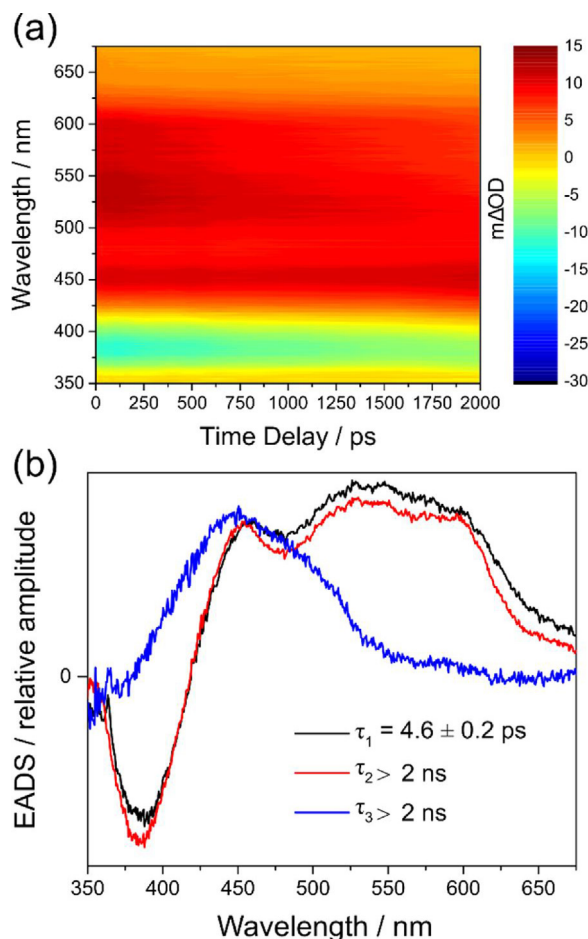 (a)
Wavelength / nm
650
600
550
500
450
400
350
0 250 500 750 1000 1250 1500 1750 2000
Time Delay / ps
15
10
5
0
-5
-10
-15
-20
-25
-30
mΔOD
(b)
EADS / relative amplitude
0
τ₁ = 4.6 ± 0.2 ps
τ₂ > 2 ns
τ₃ > 2 ns
350 400 450 500 550 600 650
Wavelength / nm